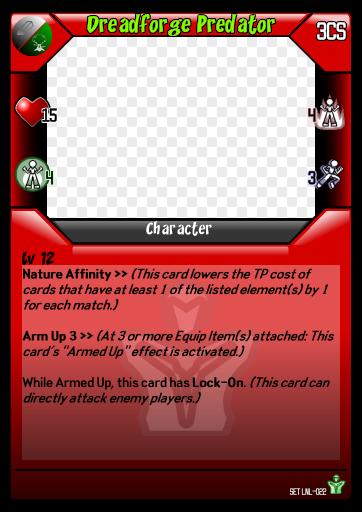 Dreadforge Predator
3CS
15
4
4
3
Character
Lv 12
Nature Affinity >> (This card lowers the TP cost of
cards that have at least 1 of the listed element(s) by 1
for each match.)
Arm Up 3 >> (At 3 or more Equip Item(s) attached: This
card's "Armed Up" effect is activated.)
While Armed Up, this card has Lock-On. (This card can
directly attack enemy players.)
SET LNL-022